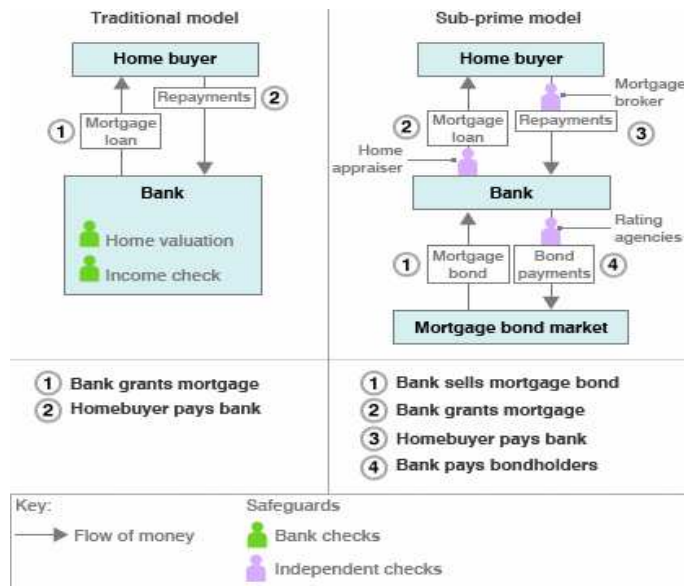 Traditional model
Home buyer
Repayments
2
1
Mortgage
loan
Bank
Home valuation
Income check
1 Bank grants mortgage
2 Homebuyer pays bank
Sub-prime model
Home buyer
Mortgage
broker
2
Mortgage
loan
Repayments
3
Home
appraiser
Bank
Rating
agencies
1
Mortgage
bond
Bond
payments
4
Mortgage bond market
1 Bank sells mortgage bond
2 Bank grants mortgage
3 Homebuyer pays bank
4 Bank pays bondholders
Key:
Flow of money
Safeguards
Bank checks
Independent checks